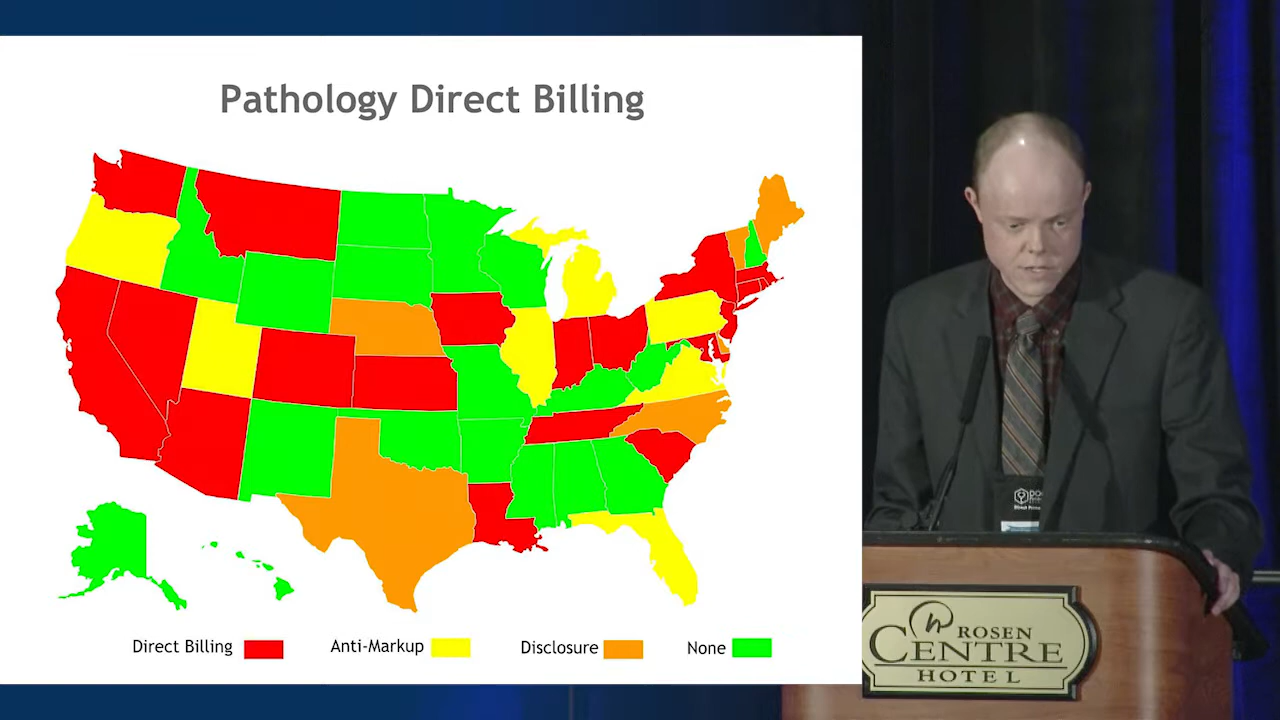 Pathology Direct Billing
Direct Billing
Anti-Markup
Disclosure
None
ROSEN
CENTRE
HOTEL